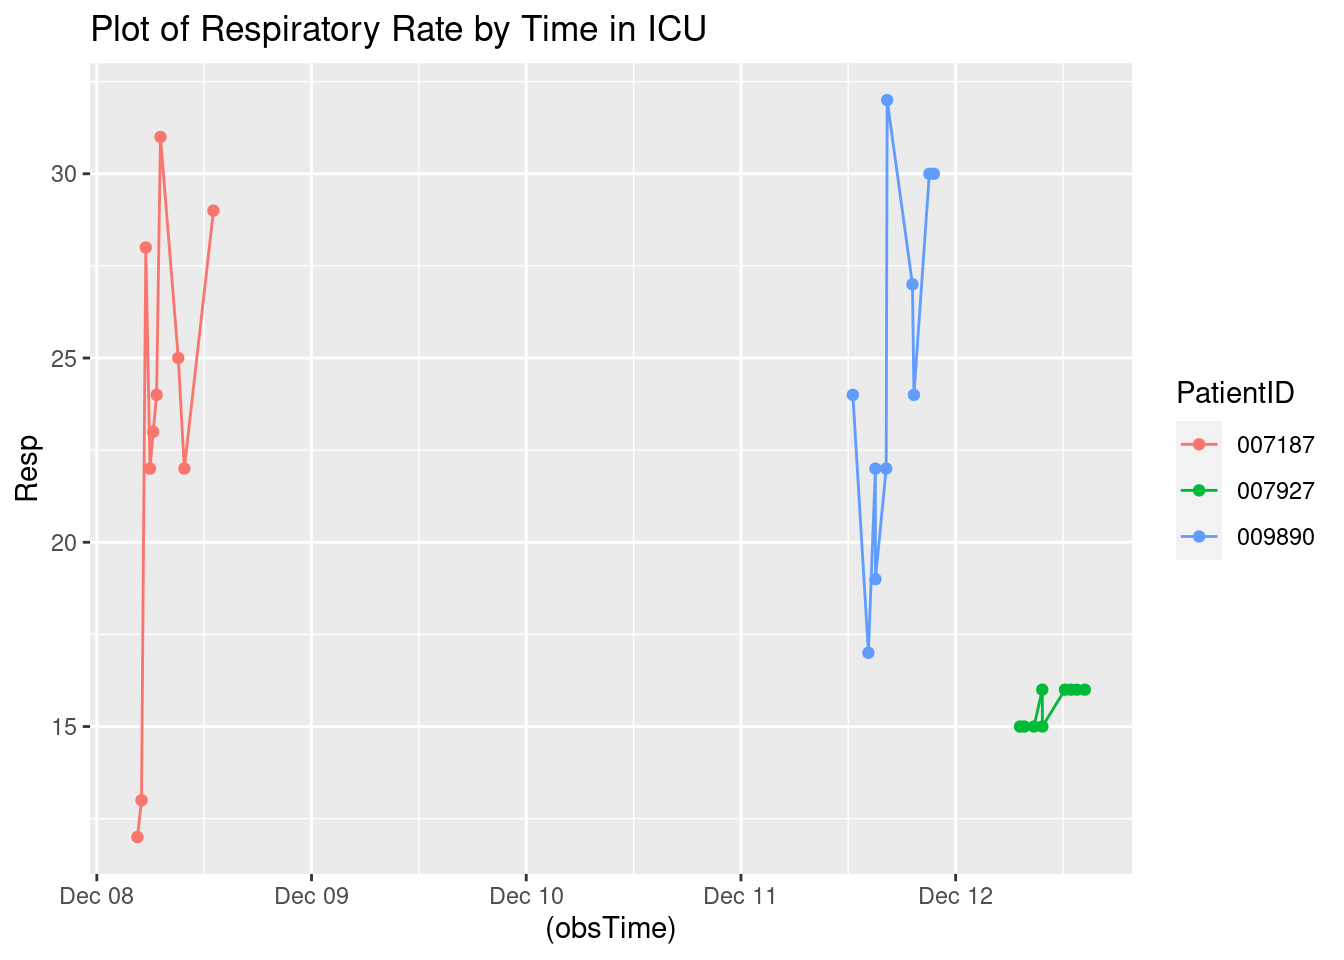 Plot of Respiratory Rate by Time in ICU
30
25
20
15
Resp
Dec 08
Dec 09
Dec 10
Dec 11
Dec 12
(obsTime)
PatientID
007187
007927
009890